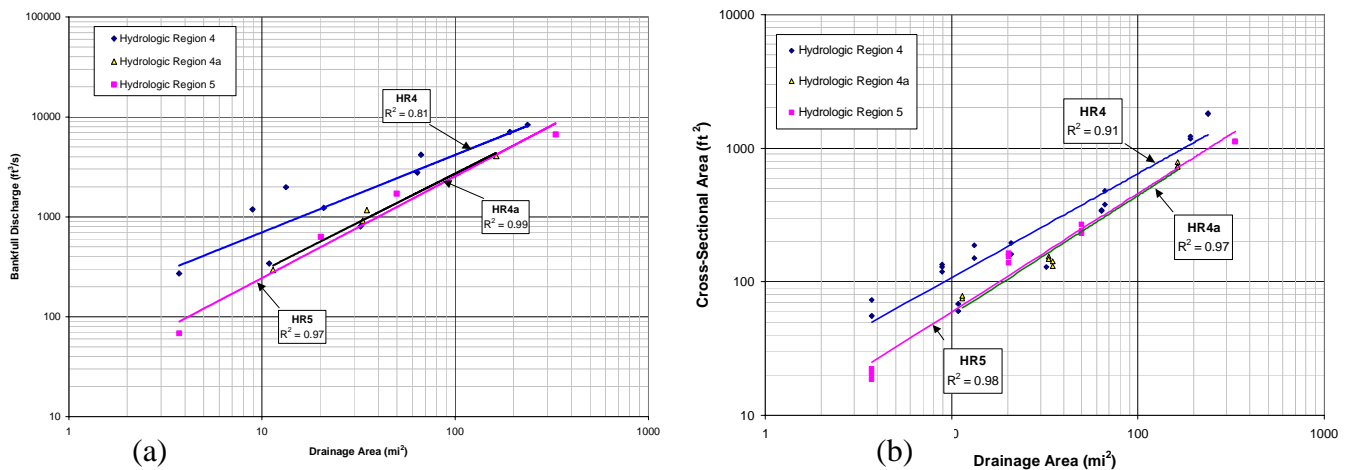 100000
10000
1000
100
10
Bankfull Discharge (ft³/s)
Hydrologic Region 4
Hydrologic Region 4a
Hydrologic Region 5
HR4
R² = 0.81
HR4a
R² = 0.99
HR5
R² = 0.97
1 10 100 1000
(a)
Drainage Area (mi²)
10000
1000
100
10
Cross-Sectional Area (ft ²)
Hydrologic Region 4
Hydrologic Region 4a
Hydrologic Region 5
HR4
R² = 0.91
HR4a
R² = 0.97
HR5
R² = 0.98
1 0 100 1000
(b)
Drainage Area (mi²)